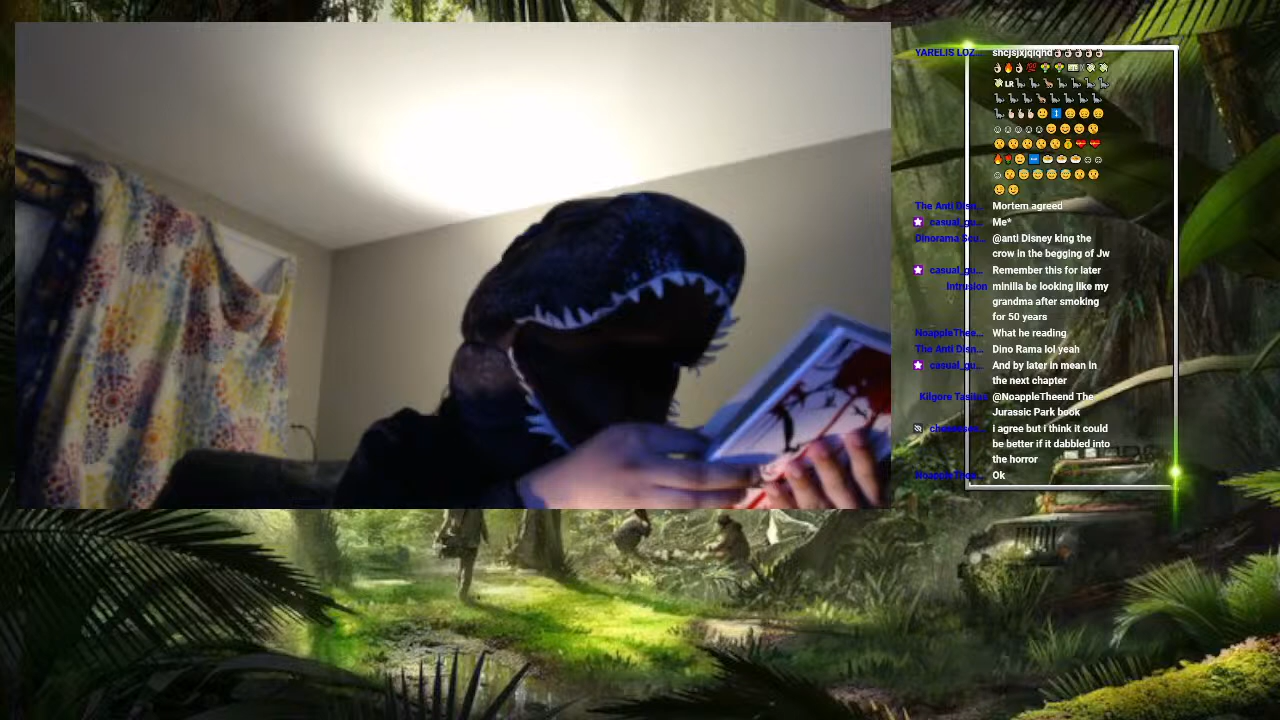 YARELIS LOZ... sncjsjxjqiqhd👌🏻👌🏻👌🏻👌🏻
The Anti Disn... Mortem agreed
casual_gu... Me*
Dinorama Scu... @anti Disney king the
crow in the begging of Jw
casual_gu... Remember this for later
Intrusion minilla be looking like my
grandma after smoking
for 50 years
NoappleThee... What he reading
The Anti Disn... Dino Rama lol yeah
casual_gu... And by later in mean in
the next chapter
Kilgore @NoappleTheend The
Jurassic Park book
i agree but i think it could
be better if it dabbled into
the horror
NoappleThee... Ok